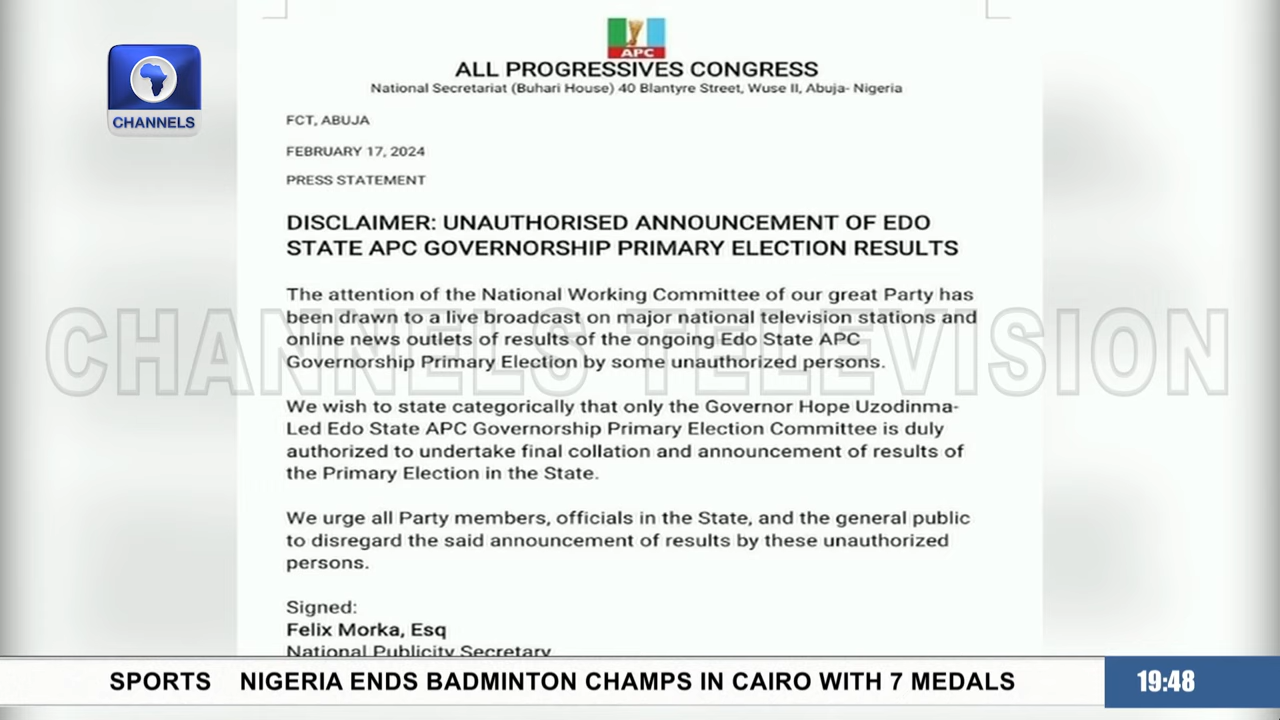 APC
ALL PROGRESSIVES CONGRESS
National Secretariat (Buhari House) 40 Blantyre Street, Wuse II, Abuja- Nigeria
CHANNELS
FCT, ABUJA
FEBRUARY 17, 2024
PRESS STATEMENT
DISCLAIMER: UNAUTHORISED ANNOUNCEMENT OF EDO
STATE APC GOVERNORSHIP PRIMARY ELECTION RESULTS
The attention of the National Working Committee of our great Party has
been drawn to a live broadcast on major national television stations and
online news outlets of results of the ongoing Edo State APC
Governorship Primary Election by some unauthorized persons.
CHANNELS TELEVISION
We wish to state categorically that only the Governor Hope Uzodinma-
Led Edo State APC Governorship Primary Election Committee is duly
authorized to undertake final collation and announcement of results of
the Primary Election in the State.
We urge all Party members, officials in the State, and the general public
to disregard the said announcement of results by these unauthorized
persons.
Signed:
Felix Morka, Esq
National Publicity Secretary
SPORTS NIGERIA ENDS BADMINTON CHAMPS IN CAIRO WITH 7 MEDALS
19:48